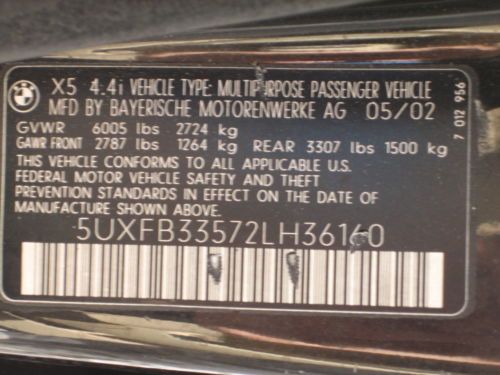 X5 4.4i VEHICLE TYPE: MULTIPURPOSE PASSENGER VEHICLE
MFD BY BAYERISCHE MOTORENWERKE AG 05/02
GVWR 6005 lbs 2724 kg
GAWR FRONT 2787 lbs 1264 kg REAR 3307 lbs 1500 kg
THIS VEHICLE CONFORMS TO ALL APPLICABLE U.S.
FEDERAL MOTOR VEHICLE SAFETY AND THEFT
PREVENTION STANDARDS IN EFFECT ON THE DATE
OF MANUFACTURE SHOWN ABOVE.
5UXFB33572LH36160
7 012 956